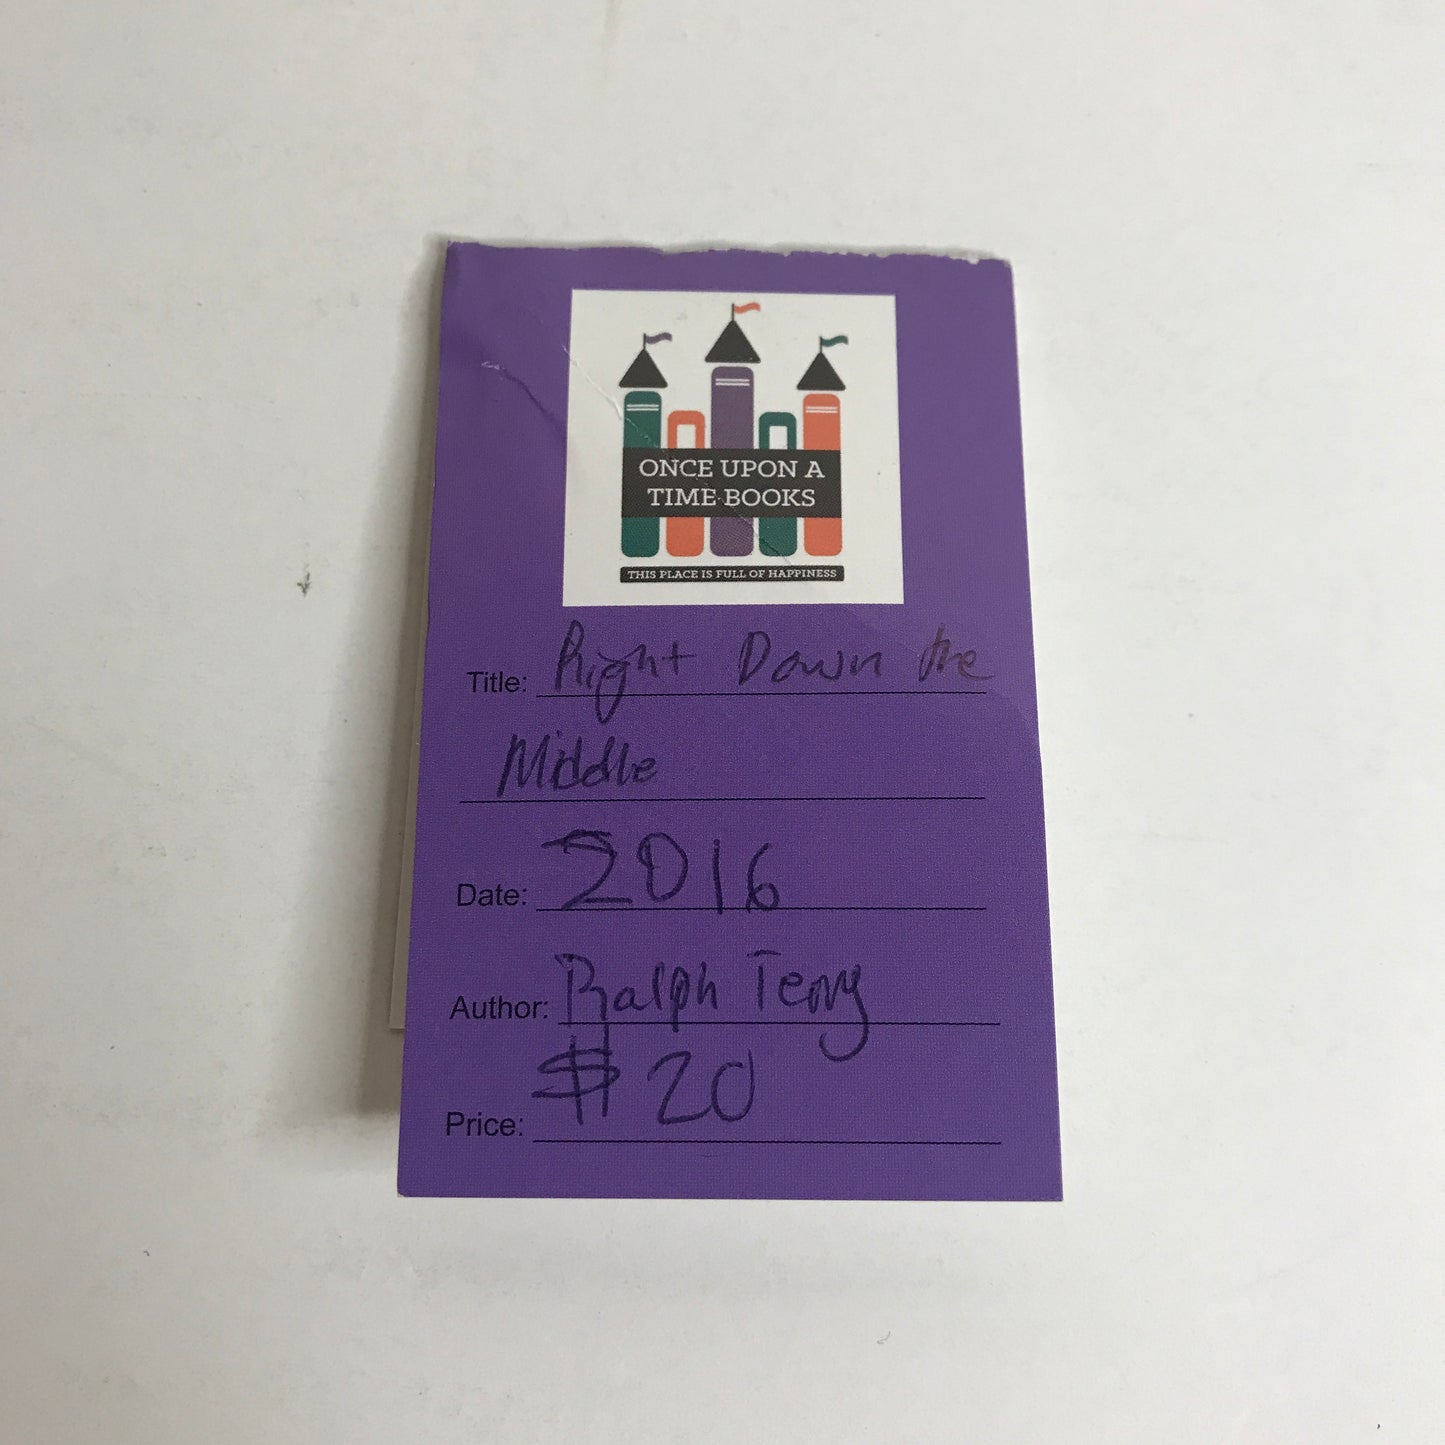 ONCE UPON A
TIME BOOKS
THIS PLACE IS FULL OF HAPPINESS
Title: Right Down the
Middle
Date: 2016
Author: Ralph Terry
Price: $20